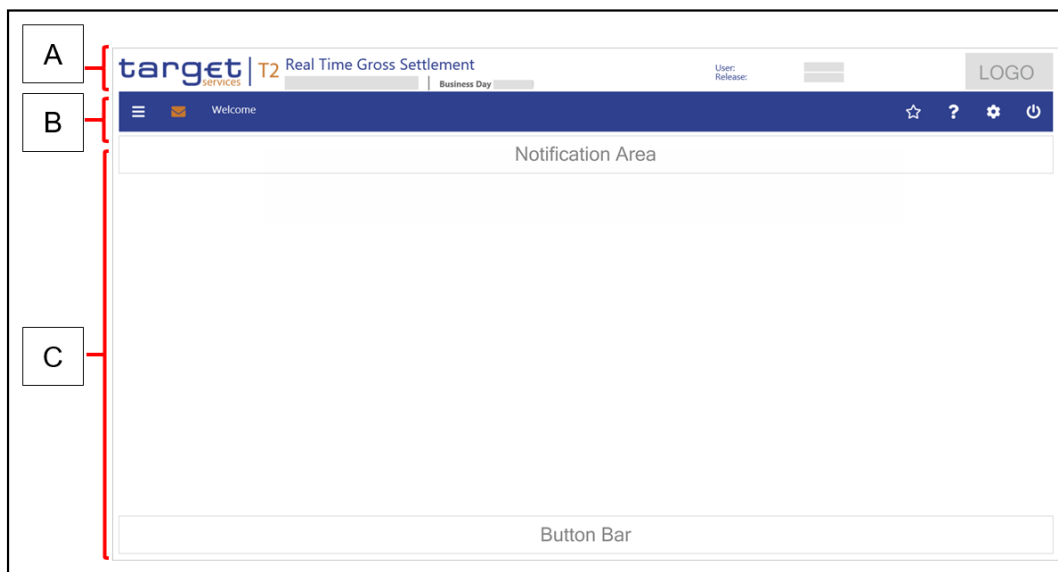 A
target services | T2 Real Time Gross Settlement
Business Day
User:
Release:
LOGO
B
Welcome
?
Notification Area
C
Button Bar